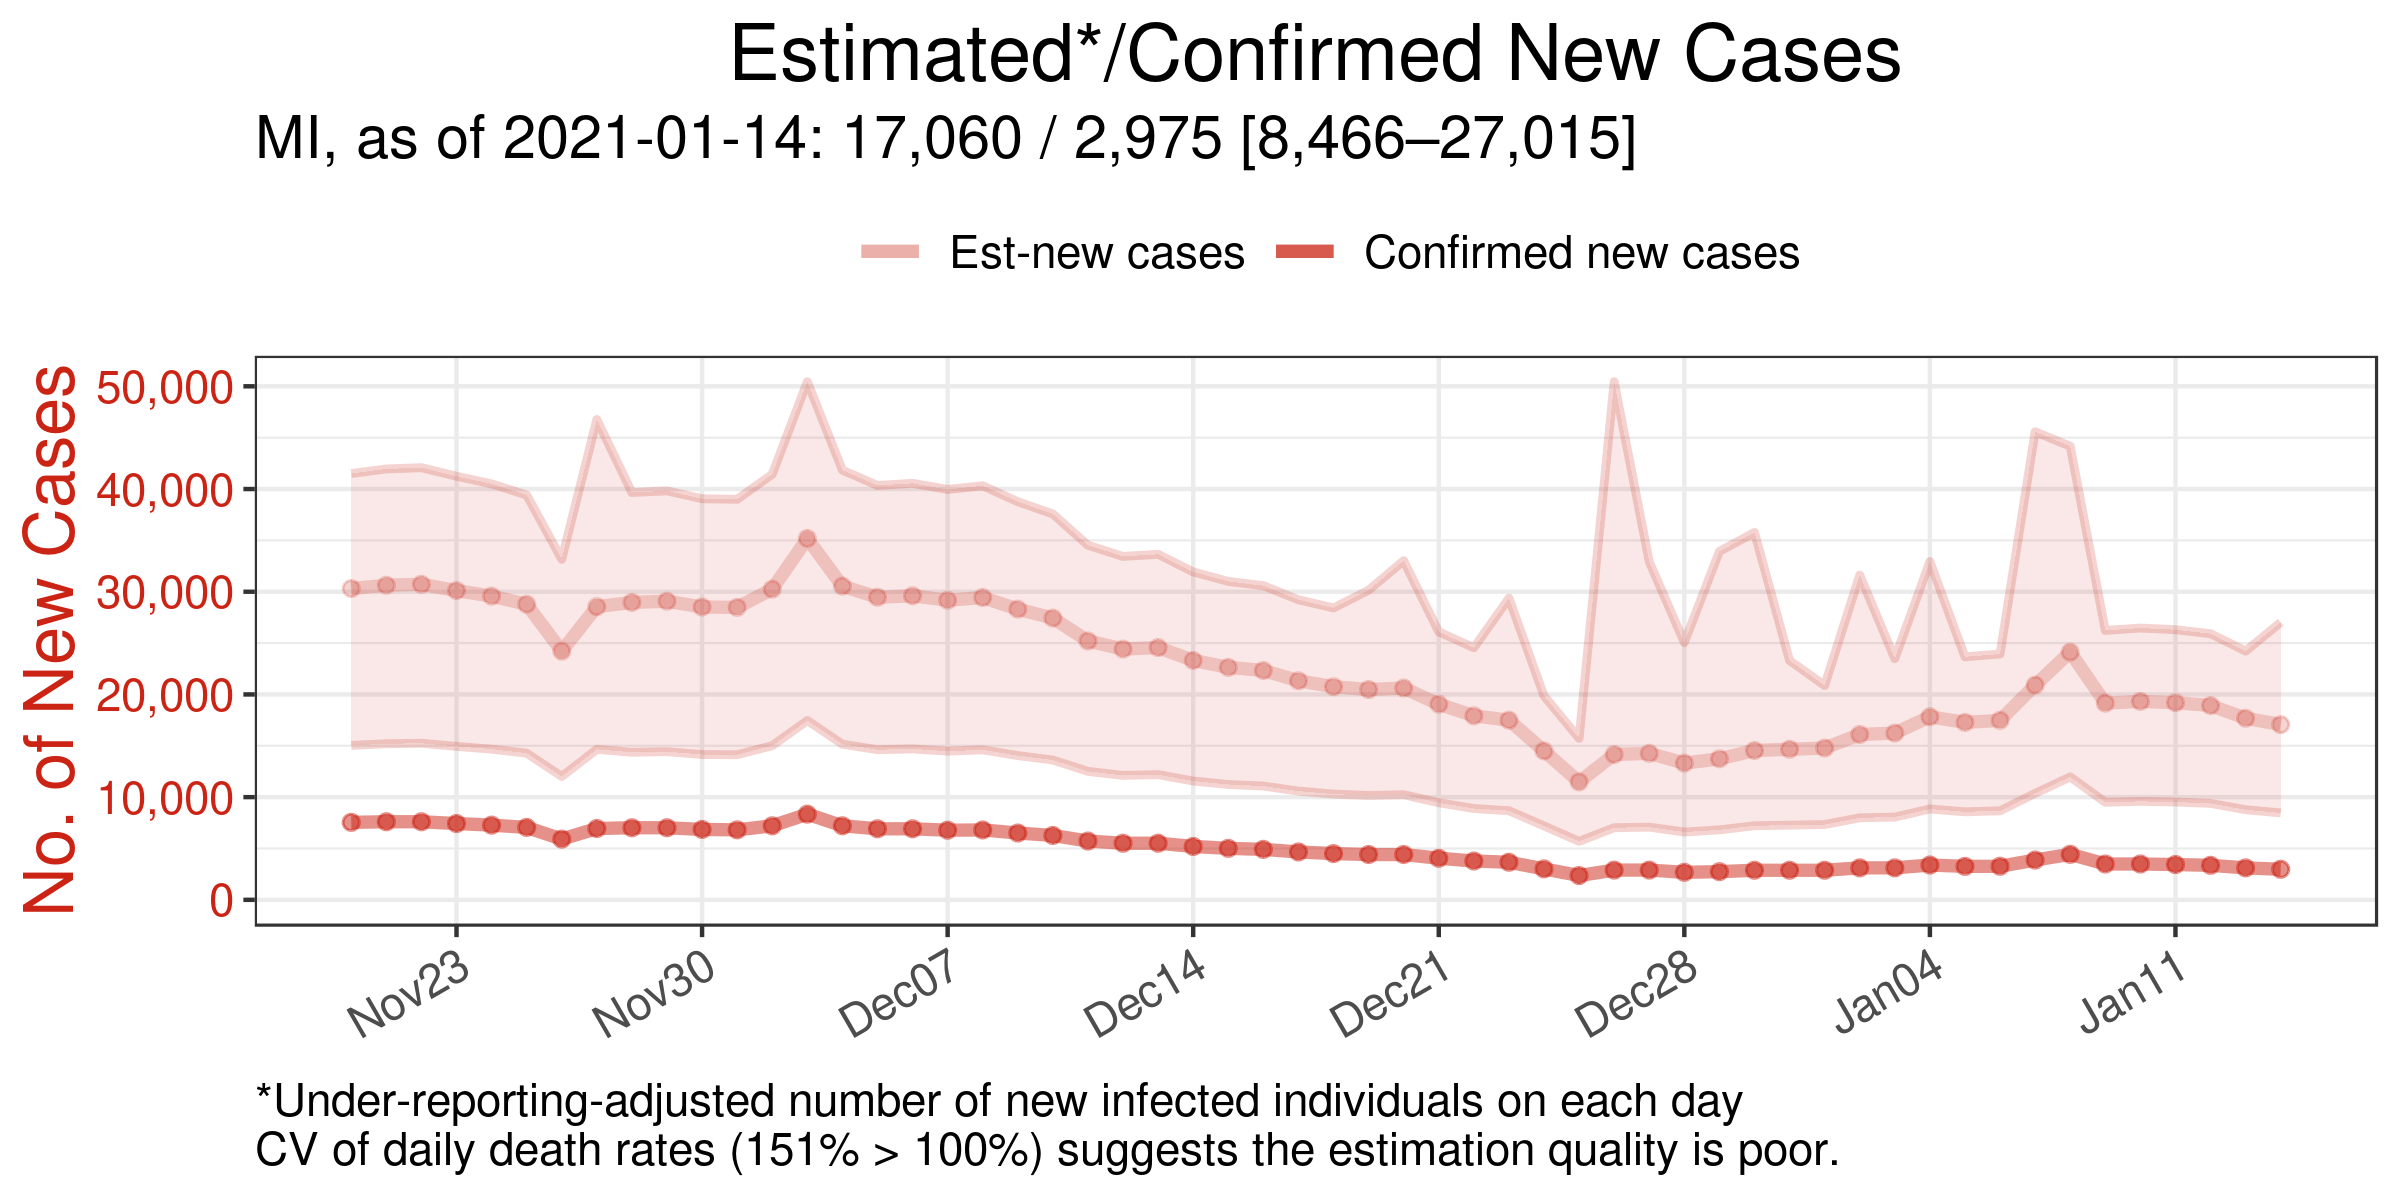 Estimated*/Confirmed New Cases
MI, as of 2021-01-14: 17,060 / 2,975 [8,466–27,015]
Est-new cases
Confirmed new cases
No. of New Cases
50,000
40,000
30,000
20,000
10,000
0
Nov23
Nov30
Dec07
Dec14
Dec21
Dec28
Jan04
Jan11
*Under-reporting-adjusted number of new infected individuals on each day
CV of daily death rates (151% > 100%) suggests the estimation quality is poor.